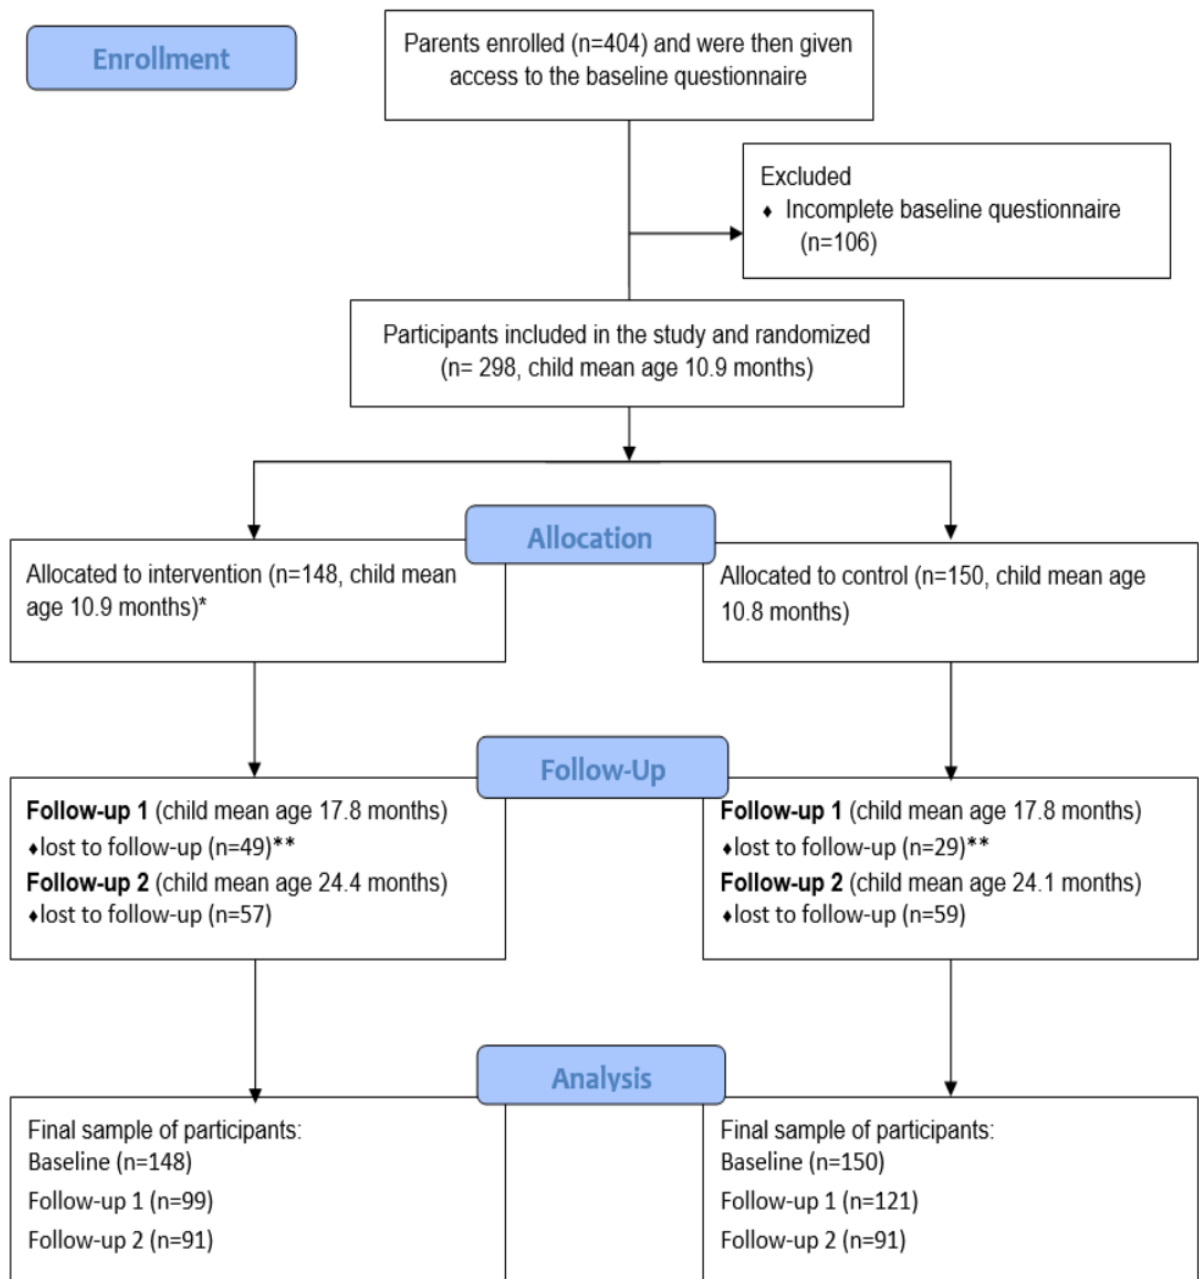 Enrollment
Parents enrolled (n=404) and were then given
access to the baseline questionnaire
Excluded
♦ Incomplete baseline questionnaire
(n=106)
Participants included in the study and randomized
(n= 298, child mean age 10.9 months)
Allocation
Allocated to intervention (n=148, child mean
age 10.9 months)*
Allocated to control (n=150, child mean age
10.8 months)
Follow-Up
Follow-up 1 (child mean age 17.8 months)
♦lost to follow-up (n=49)**
Follow-up 2 (child mean age 24.4 months)
♦lost to follow-up (n=57)
Follow-up 1 (child mean age 17.8 months)
♦lost to follow-up (n=29)**
Follow-up 2 (child mean age 24.1 months)
♦lost to follow-up (n=59)
Analysis
Final sample of participants:
Baseline (n=148)
Follow-up 1 (n=99)
Follow-up 2 (n=91)
Final sample of participants:
Baseline (n=150)
Follow-up 1 (n=121)
Follow-up 2 (n=91)